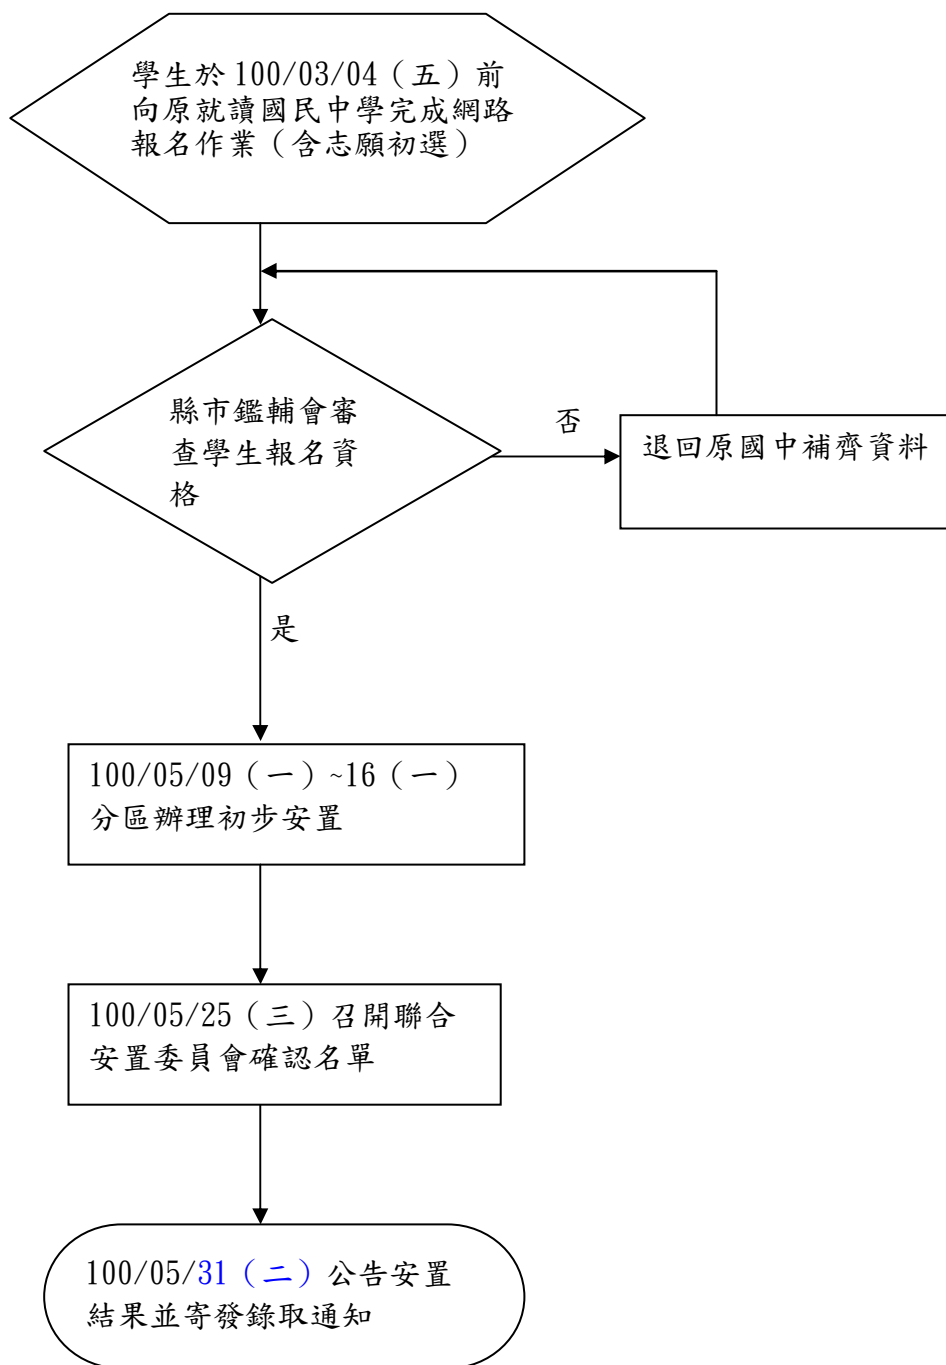 學生於 100/03/04（五）前
向原就讀國民中學完成網路
報名作業（含志願初選）
縣市鑑輔會審
查學生報名資
格
否
退回原國中補齊資料
是
100/05/09（一）~16（一）
分區辦理初步安置
100/05/25（三）召開聯合
安置委員會確認名單
100/05/31（二）公告安置
結果並寄發錄取通知